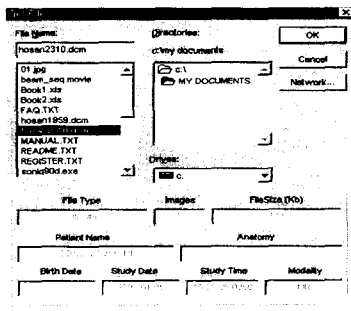 File Name:
hosan2310.dcm
01.jpg
beam_seq.movie
Book1.xls
Book2.xls
FAQ.TXT
hosan1959.dcm
MANUAL.TXT
README.TXT
REGISTER.TXT
soniq90d.exe
Directories:
c:\my documents
c:\
MY DOCUMENTS
Drives:
c:
OK
Cancel
Network...
File Type
Images
FileSize (Kb)
Patient Name
Anatomy
Birth Date
Study Date
Study Time
Modality